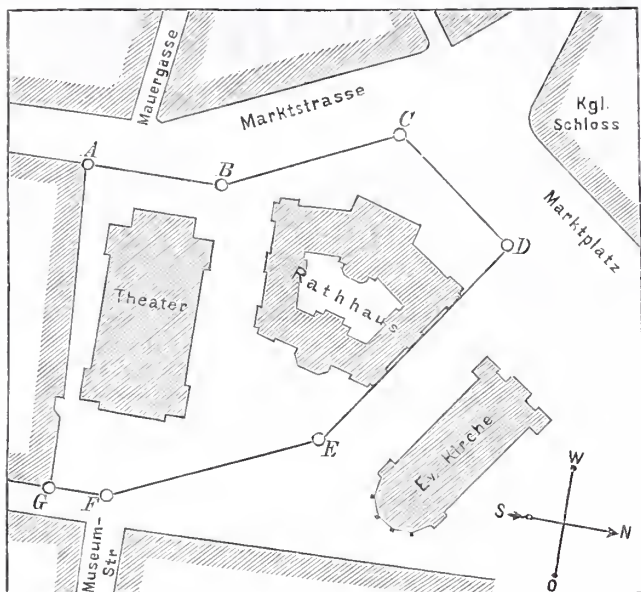 Mauergasse
Marktstrasse
Kgl.
Schloss
Marktplatz
A
B
C
D
Theater
Rathhaus
E
Ev. Kirche
G
F
Museum-
Str
W
S
N
O